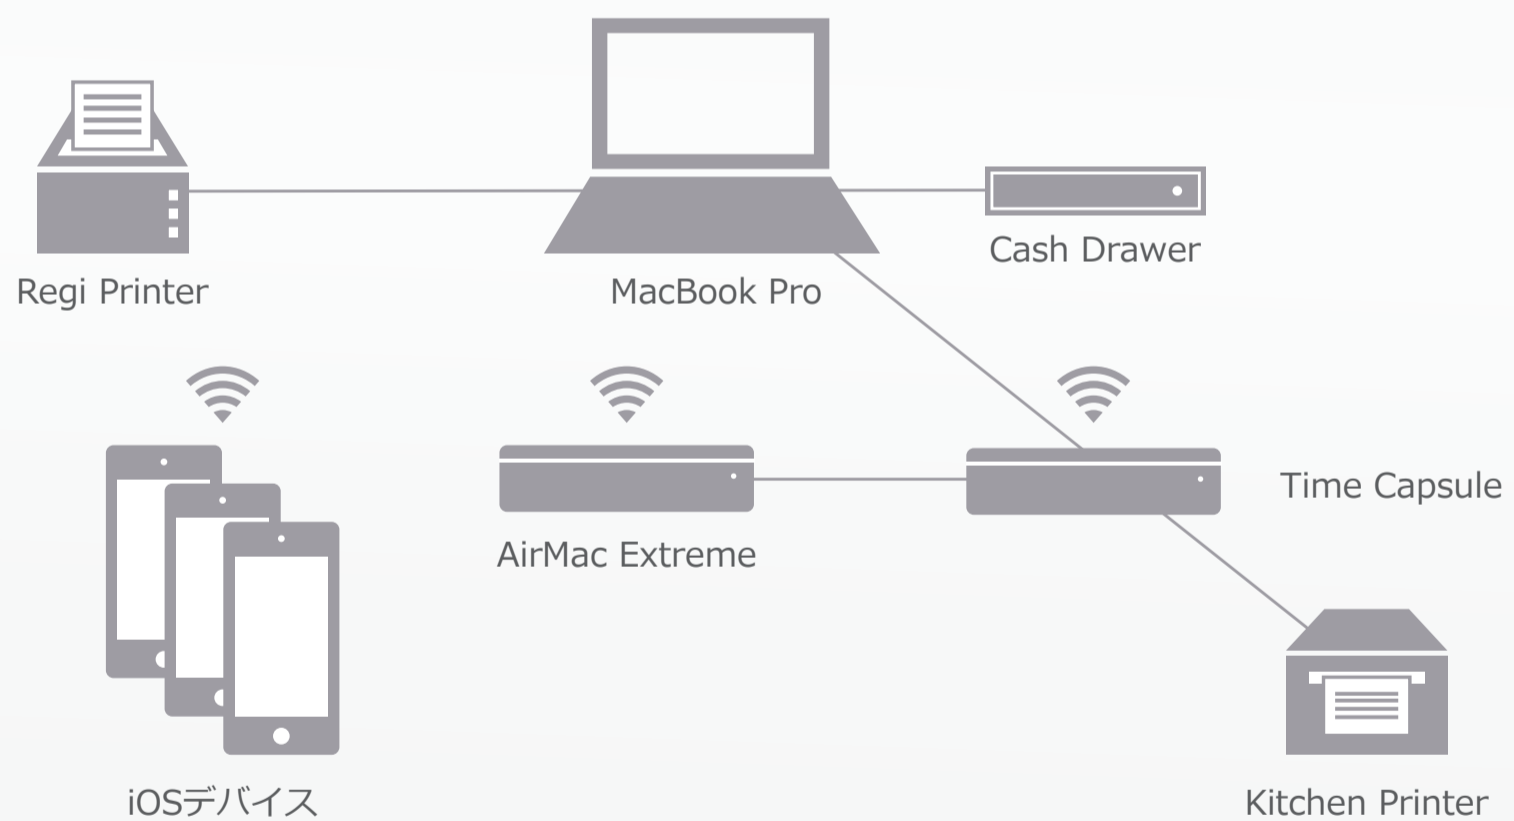 Cash Drawer
Regi Printer
MacBook Pro
Time Capsule
AirMac Extreme
iOSデバイス
Kitchen Printer